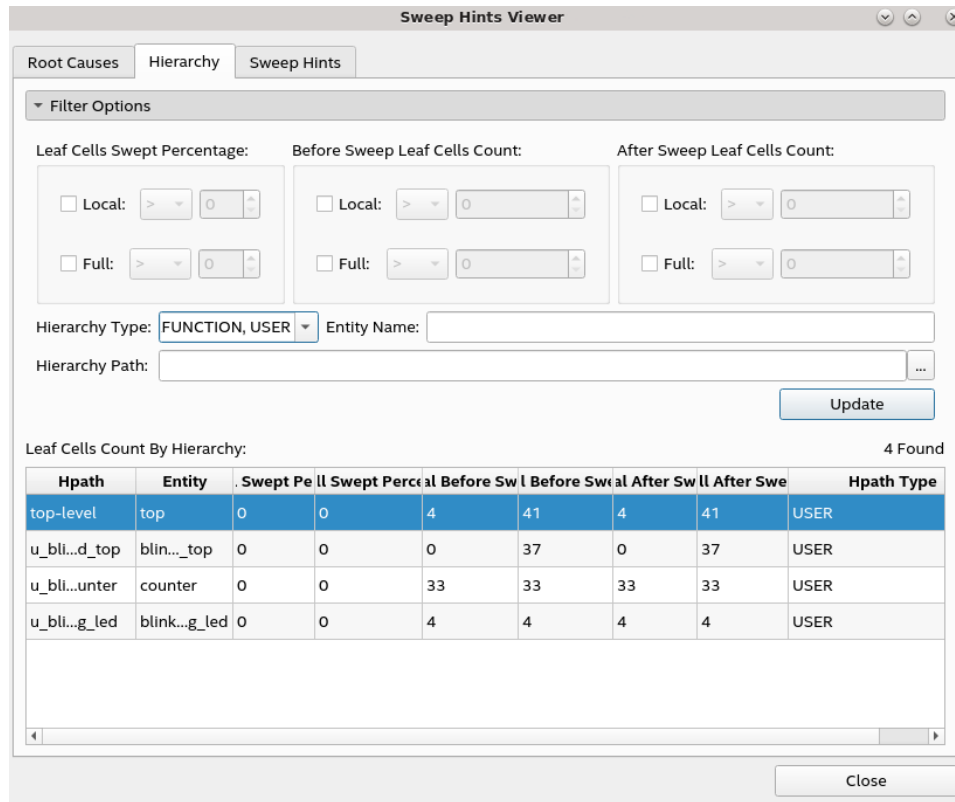 Sweep Hints Viewer
Root Causes Hierarchy Sweep Hints
Filter Options
Leaf Cells Swept Percentage: Before Sweep Leaf Cells Count: After Sweep Leaf Cells Count:
Local: > 0 Local: > 0 Local: > 0
Full: > 0 Full: > 0 Full: > 0
Hierarchy Type: FUNCTION, USER Entity Name:
Hierarchy Path: ...
Update
Leaf Cells Count By Hierarchy: 4 Found
Hpath Entity . Swept Pe ll Swept Perce al Before Sw l Before Swe al After Sw ll After Swe Hpath Type
top-level top 0 0 4 41 4 41 USER
u_bli...d_top blin..._top 0 0 0 37 0 37 USER
u_bli...unter counter 0 0 33 33 33 33 USER
u_bli...g_led blink...g_led 0 0 4 4 4 4 USER
Close